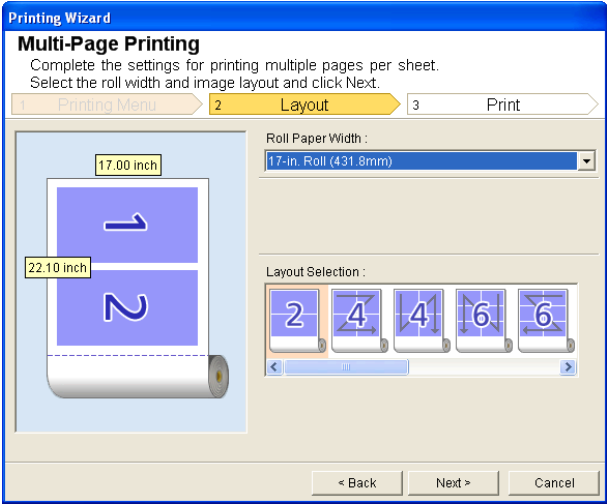 Printing Wizard
Multi-Page Printing
Complete the settings for printing multiple pages per sheet.
Select the roll width and image layout and click Next.
1 Printing Menu 2 Layout 3 Print
17.00 inch
22.10 inch
1
2
Roll Paper Width :
17-in. Roll (431.8mm)
Layout Selection :
2 4 4 6 6
< Back Next > Cancel